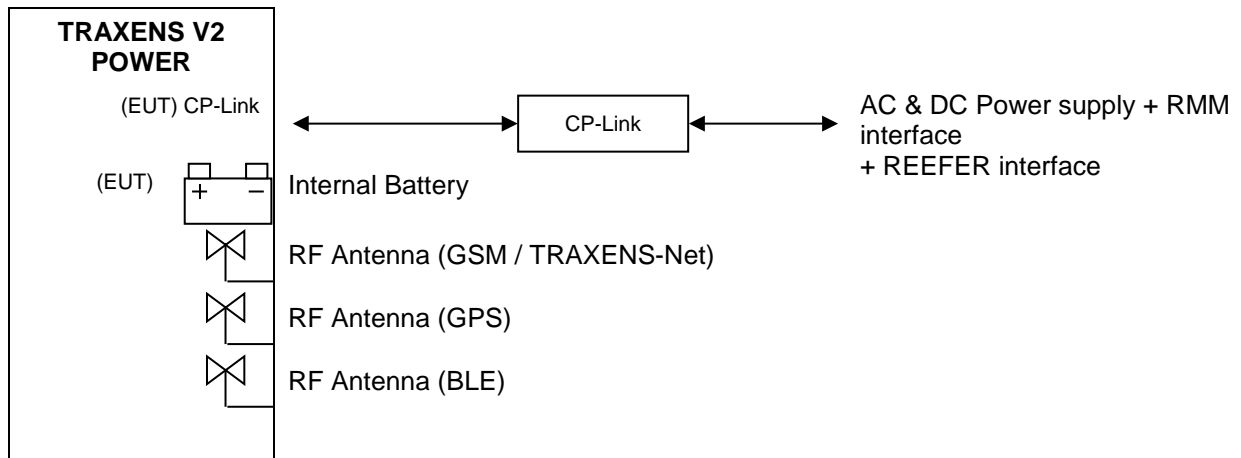 TRAXENS V2
POWER
(EUT) CP-Link
CP-Link
AC & DC Power supply + RMM
interface
+ REEFER interface
(EUT)
+ −
Internal Battery
RF Antenna (GSM / TRAXENS-Net)
RF Antenna (GPS)
RF Antenna (BLE)